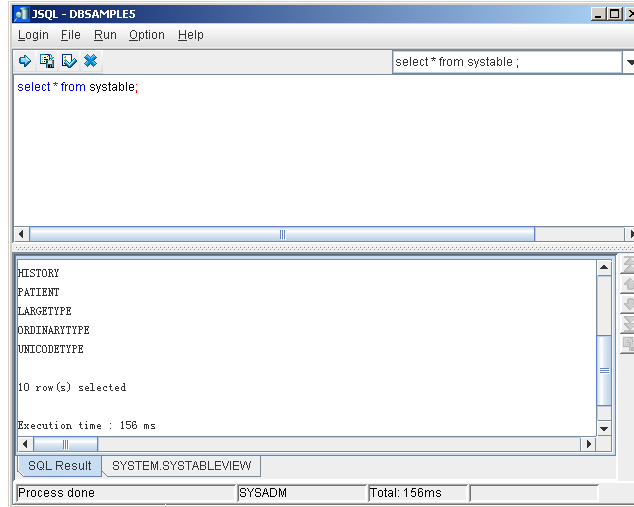 JSQL - DBSAMPLE5
Login File Run Option Help
select * from systable ;
select * from systable;
HISTORY
PATIENT
LARGETYPE
ORDINARYTYPE
UNICODETYPE
10 row(s) selected
Execution time : 156 ms
SQL Result SYSTEM.SYSTABLEVIEW
Process done SYSADM Total: 156ms